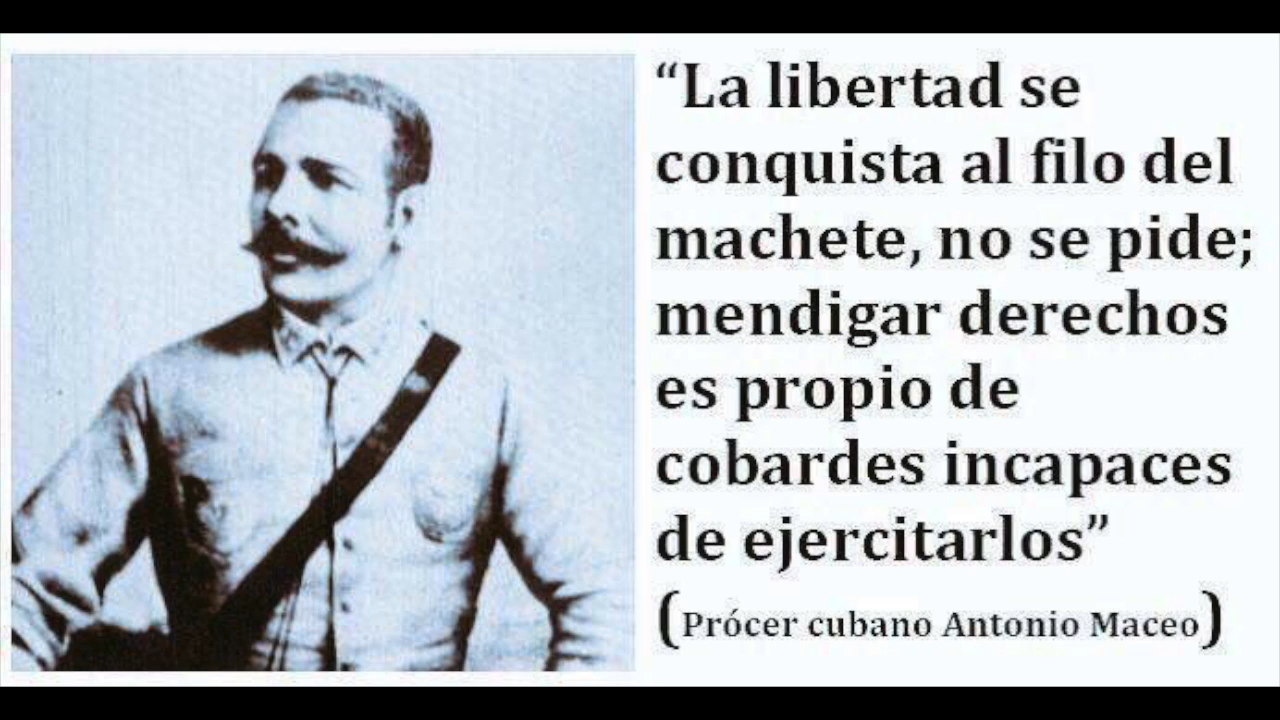 “La libertad se
conquista al filo del
machete, no se pide;
mendigar derechos
es propio de
cobardes incapaces
de ejercitarlos”
(Prócer cubano Antonio Maceo)